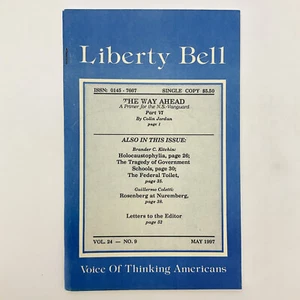 Liberty Bell
ISSN: 0145 - 7667
SINGLE COPY $5.50
THE WAY AHEAD
A Primer for the N.S.-Vanguard
Part VI
By Colin Jordan
page 1
ALSO IN THIS ISSUE:
Brander C. Kitchin:
Holocaustophylia, page 26;
The Tragedy of Government
Schools, page 30;
The Federal Toilet,
page 35.
Guillermo Coletti:
Rosenberg at Nuremberg,
page 39.
Letters to the Editor
page 52
VOL. 24 — NO. 9
MAY 1997
Voice Of Thinking Americans